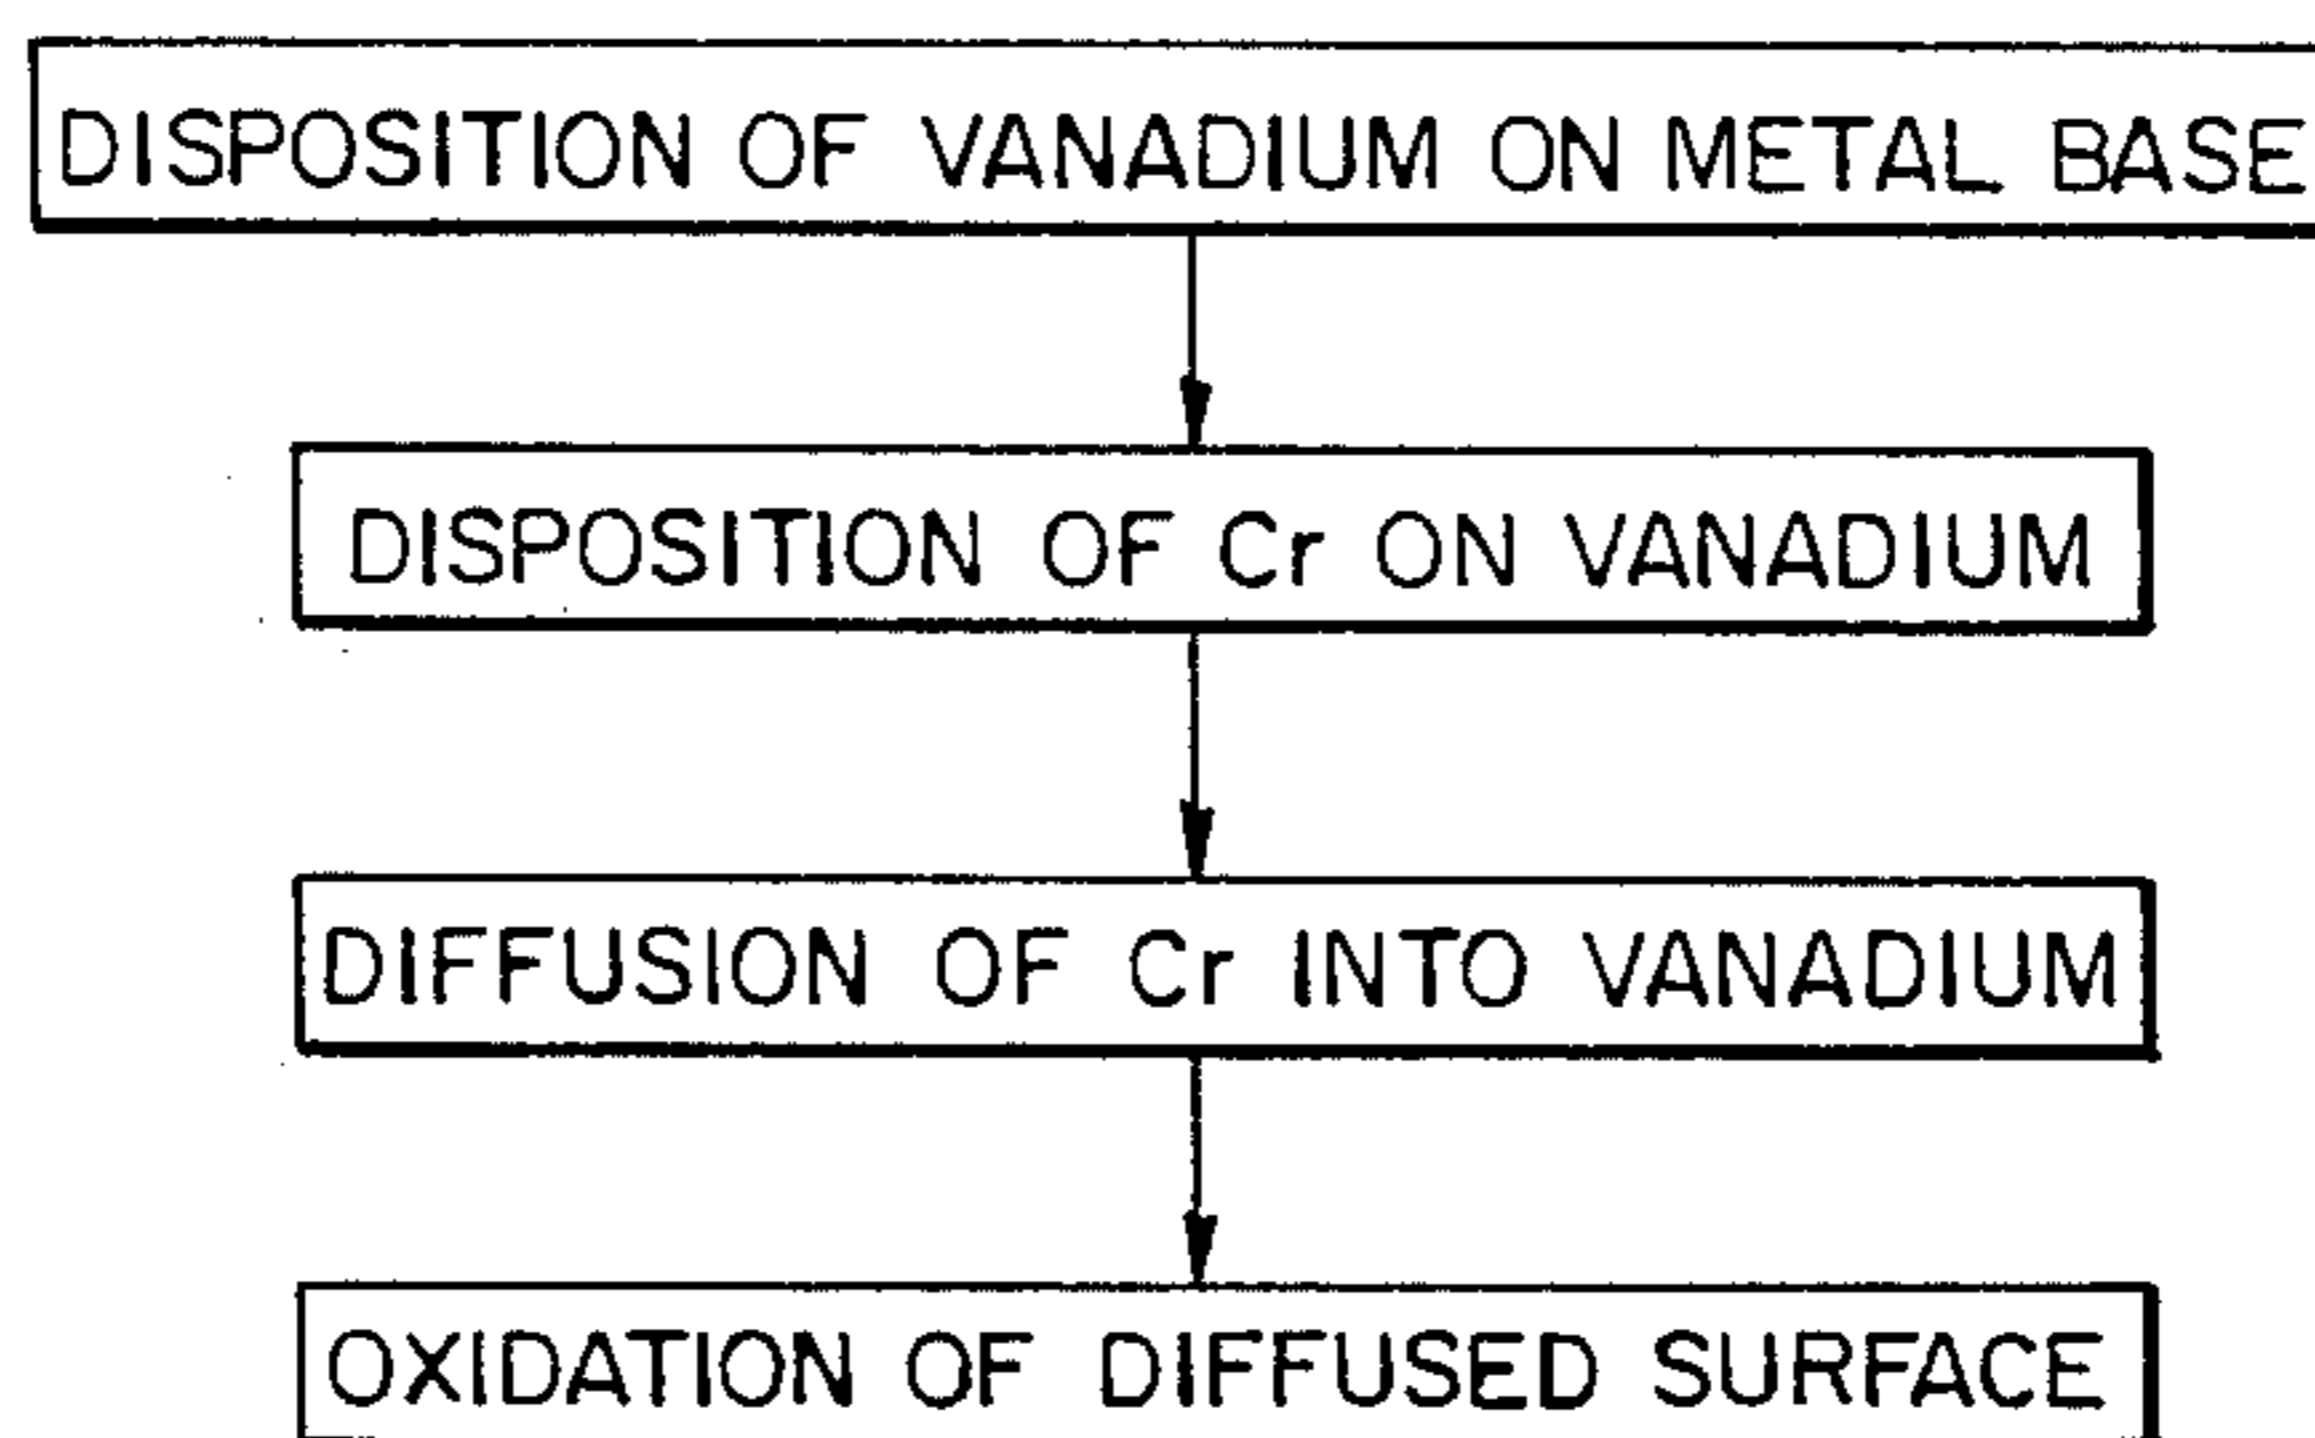 DISPOSITION OF VANADIUM ON METAL BASE
DISPOSITION OF Cr ON VANADIUM
DIFFUSION OF Cr INTO VANADIUM
OXIDATION OF DIFFUSED SURFACE